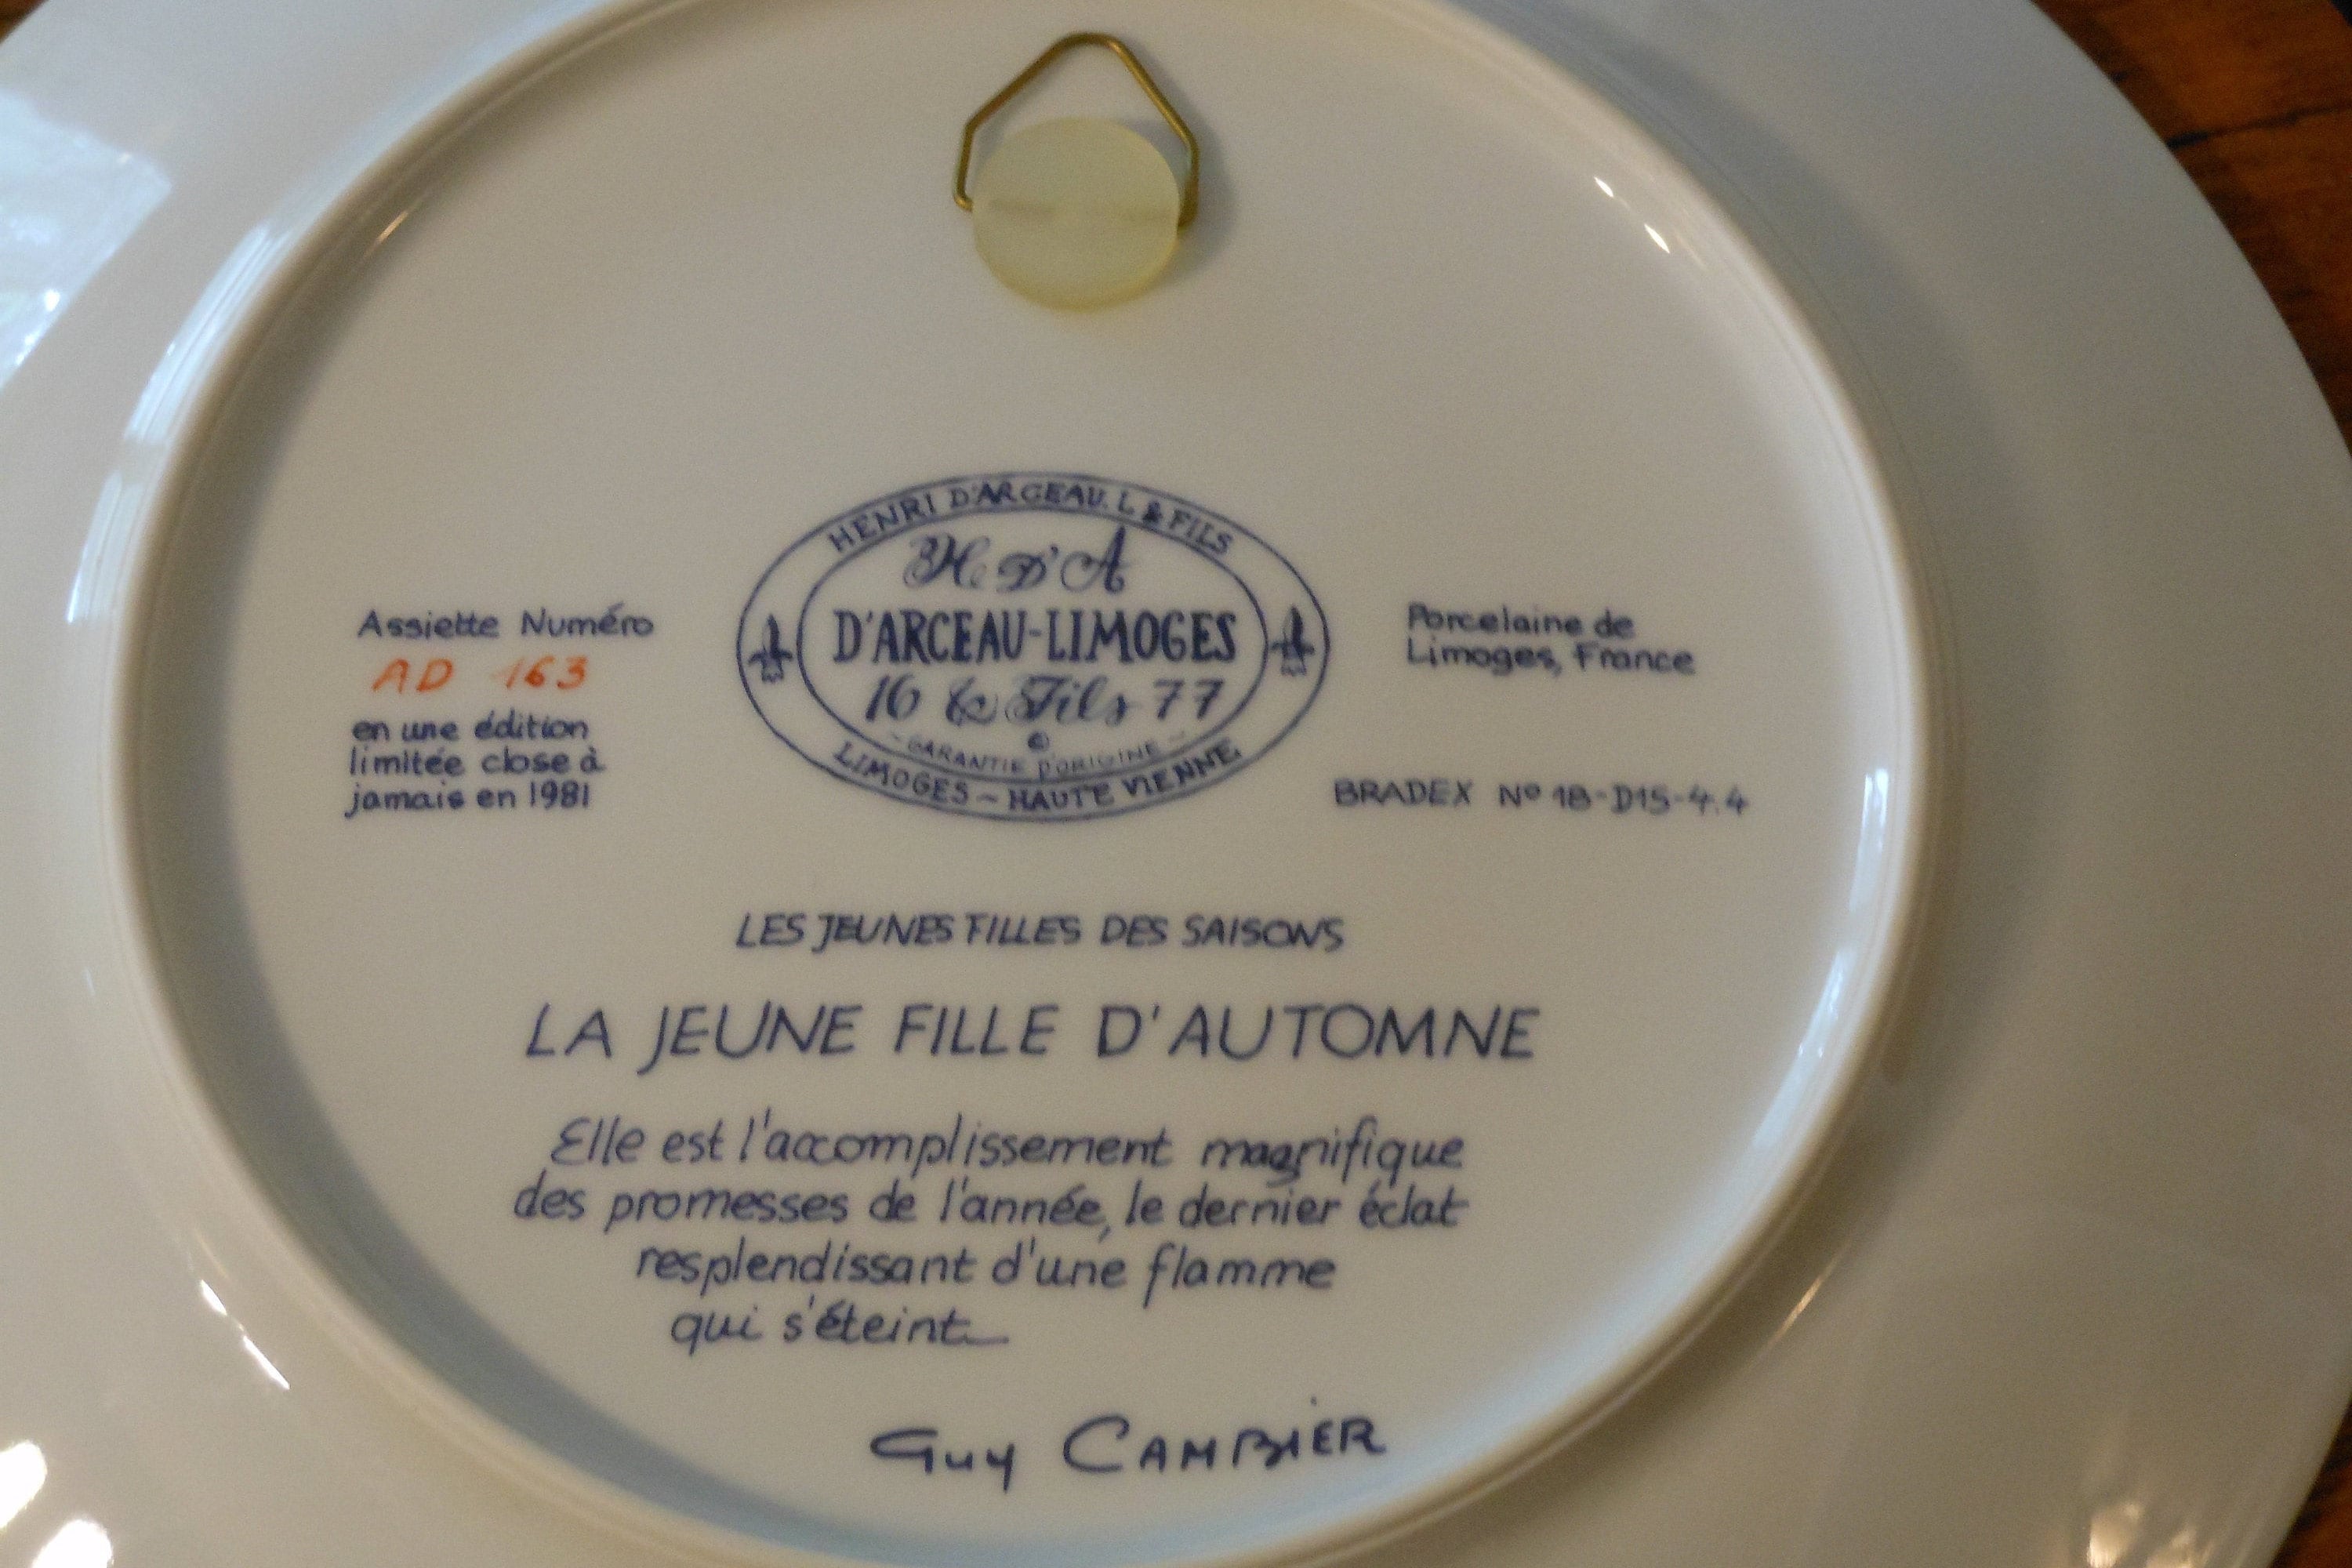 HENRI D'ARCEAU. L & FILS
H D'A
D'ARCEAU-LIMOGES
16 & Fils 77
©
~ GARANTIE D'ORIGINE ~
LIMOGES ~ HAUTE VIENNE
Assiette Numéro
AD 163
en une édition
limitée close à
jamais en 1981
Porcelaine de
Limoges, France
BRADEX Nº 18-D15-4.4
LES JEUNES FILLES DES SAISONS
LA JEUNE FILLE D'AUTOMNE
Elle est l'accomplissement magnifique
des promesses de l'année, le dernier éclat
resplendissant d'une flamme
qui s'éteint
Guy CAMBIER